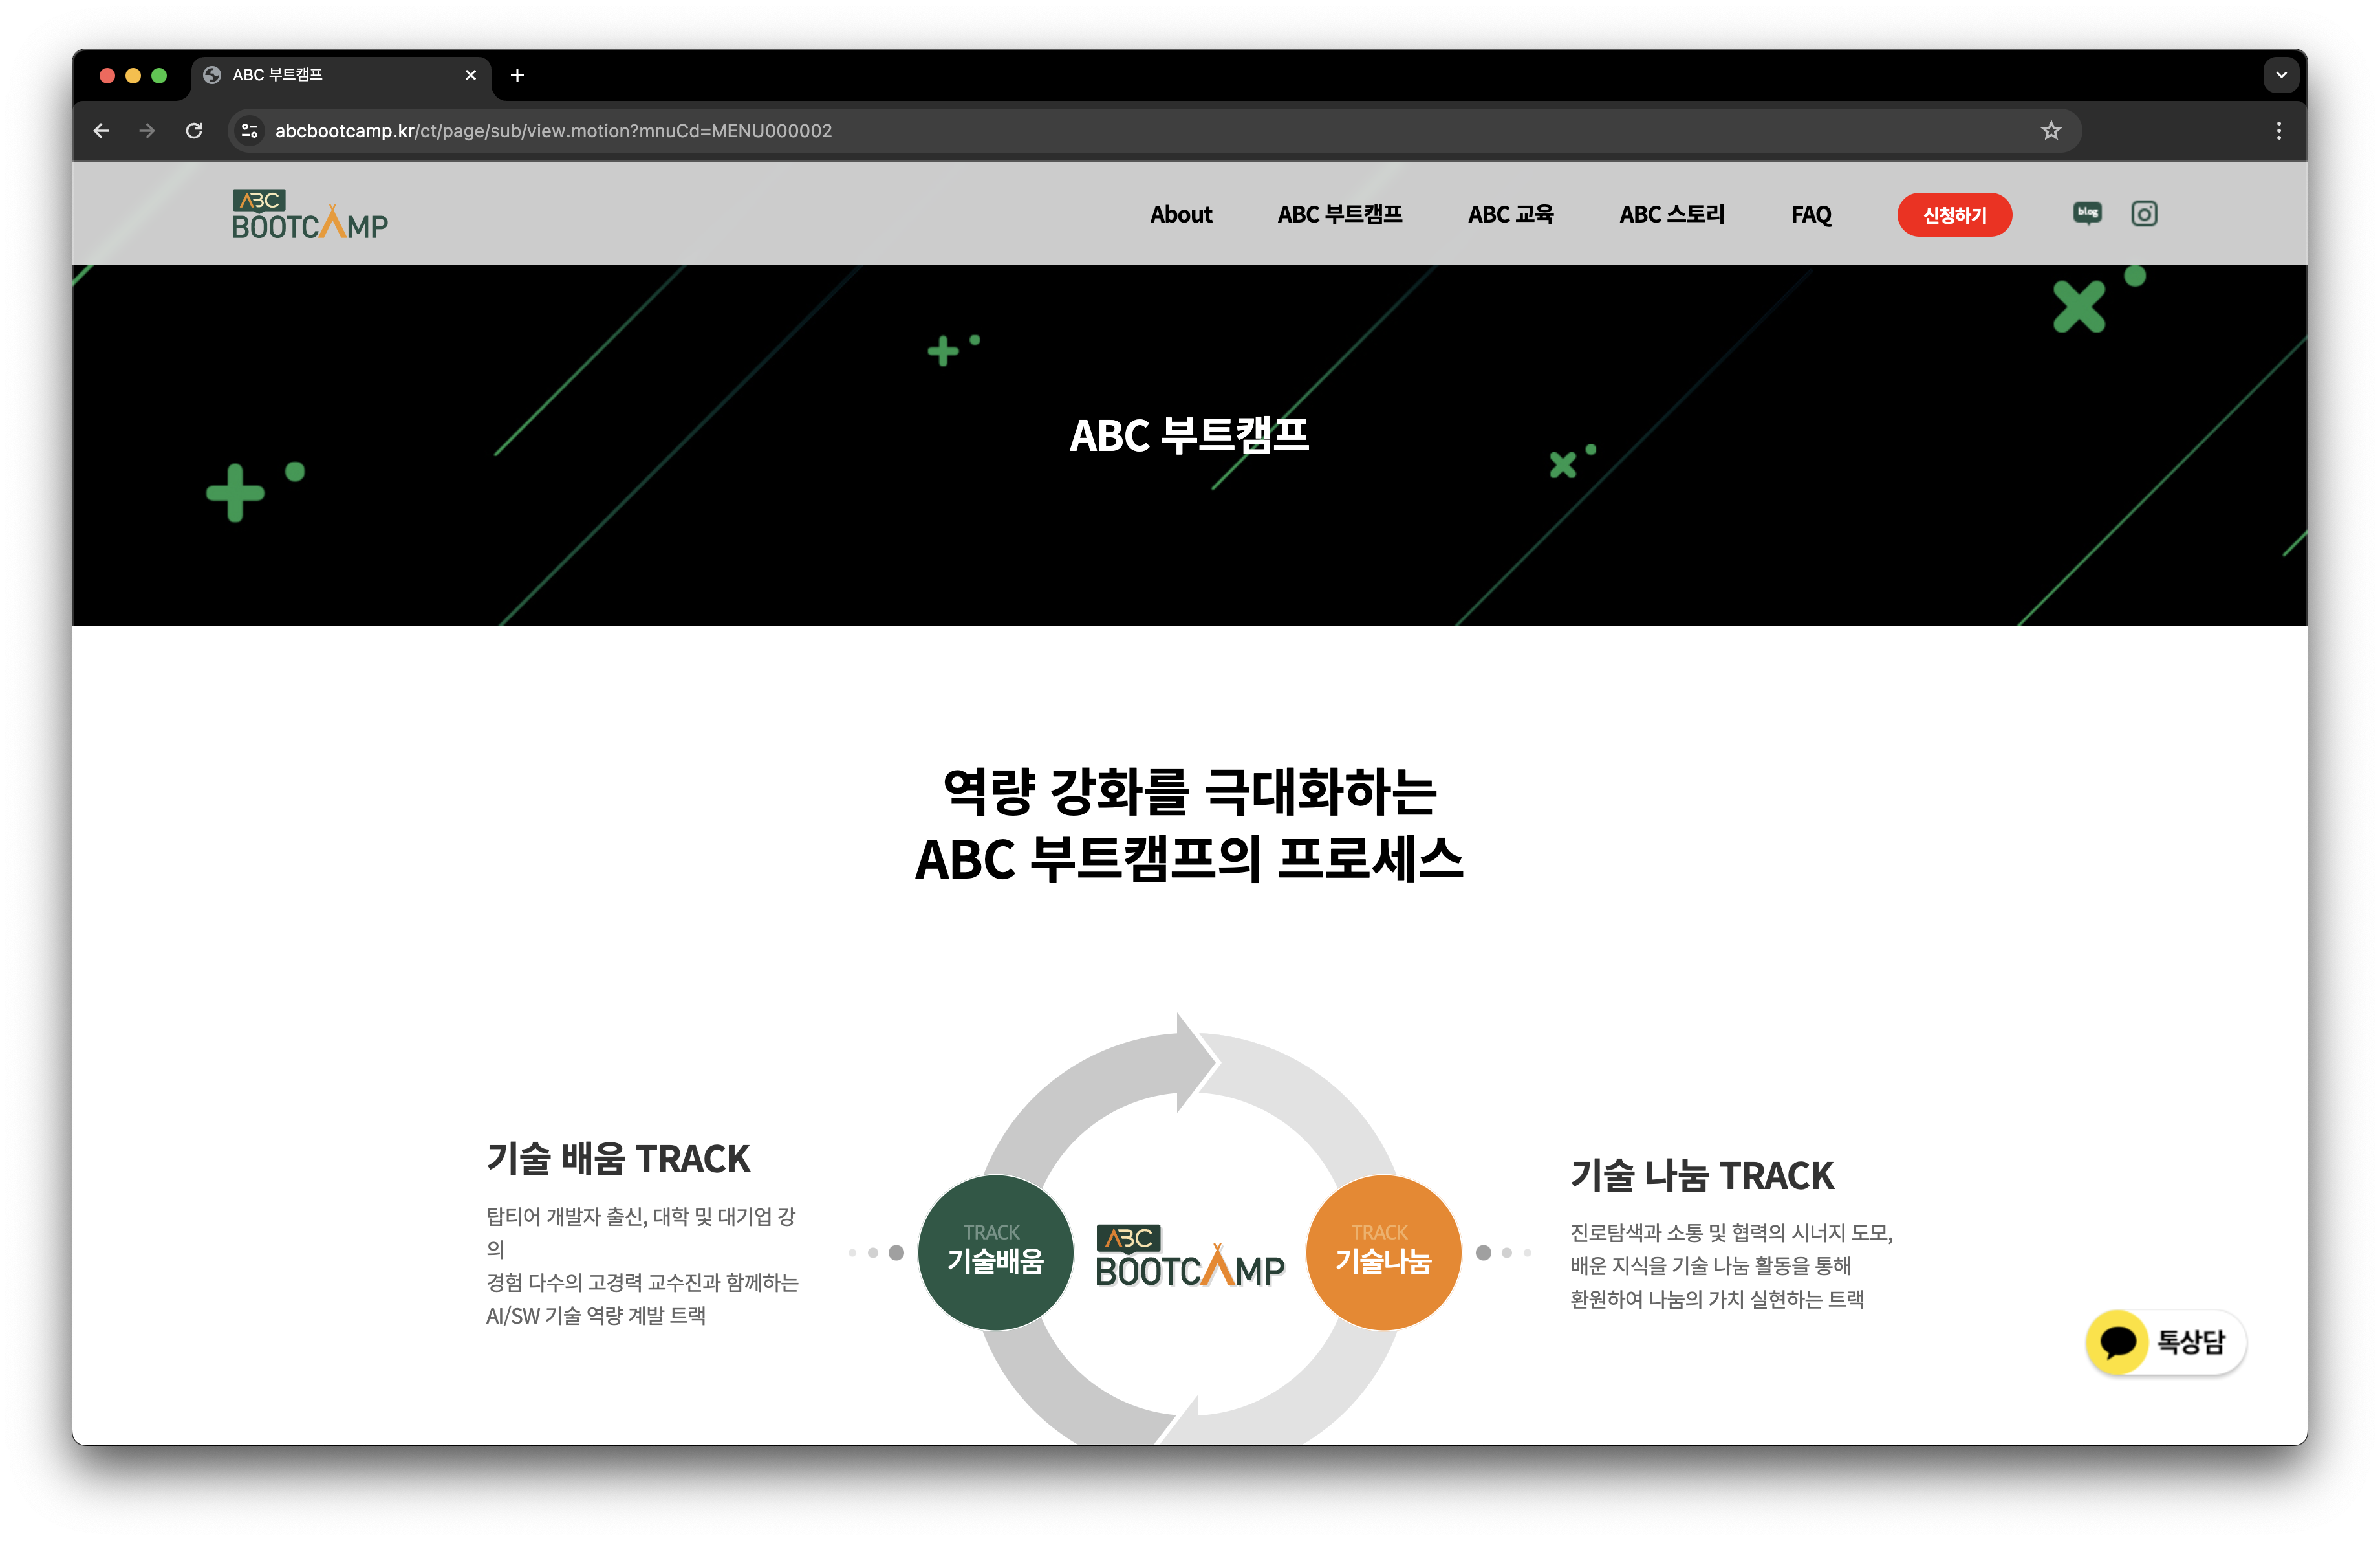 ABC 부트캠프
abcbootcamp.kr/ct/page/sub/view.motion?mnuCd=MENU000002
ABC
BOOTCAMP
About
ABC 부트캠프
ABC 교육
ABC 스토리
FAQ
신청하기
blog
ABC 부트캠프
역량 강화를 극대화하는
ABC 부트캠프의 프로세스
기술 배움 TRACK
탑티어 개발자 출신, 대학 및 대기업 강
의
경험 다수의 고경력 교수진과 함께하는
AI/SW 기술 역량 계발 트랙
TRACK
기술배움
ABC
BOOTCAMP
TRACK
기술나눔
기술 나눔 TRACK
진로탐색과 소통 및 협력의 시너지 도모,
배운 지식을 기술 나눔 활동을 통해
환원하여 나눔의 가치 실현하는 트랙
톡상담